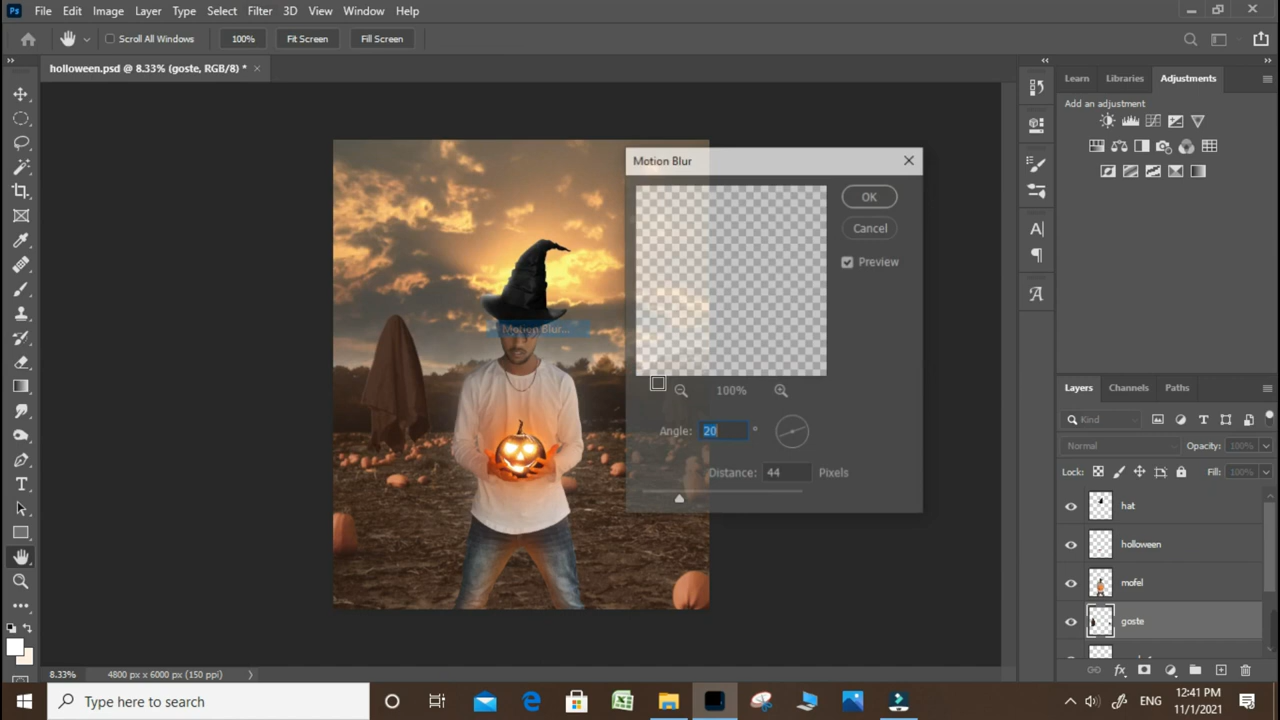 Ps File Edit Image Layer Type Select Filter 3D View Window Help
Scroll All Windows 100% Fit Screen Fill Screen
holloween.psd @ 8.33% (goste, RGB/8) *
Learn Libraries Adjustments
Add an adjustment
Motion Blur
OK
Cancel
Preview
Motion Blur...
100%
Angle: 20 °
Distance: 44 Pixels
Layers Channels Paths
Kind
Normal Opacity: 100%
Lock: Fill: 100%
hat
holloween
mofel
goste
8.33% 4800 px x 6000 px (150 ppi)
Type here to search
ENG
12:41 PM
11/1/2021